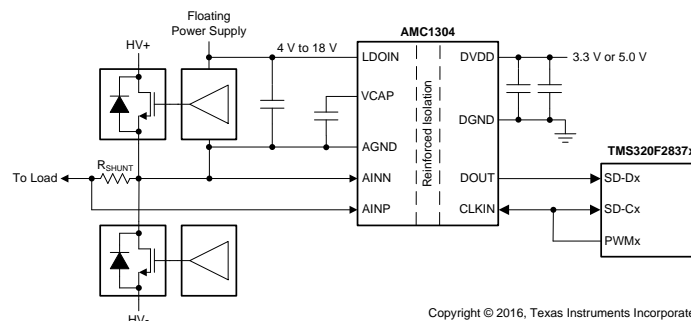 Floating
Power Supply
HV+
4 V to 18 V
AMC1304
LDOIN
DVDD
3.3 V or 5.0 V
VCAP
Reinforced Isolation
DGND
AGND
TMS320F2837x
RSHUNT
To Load
AINN
DOUT
SD-Dx
AINP
CLKIN
SD-Cx
PWMx
HV-
Copyright © 2016, Texas Instruments Incorporate